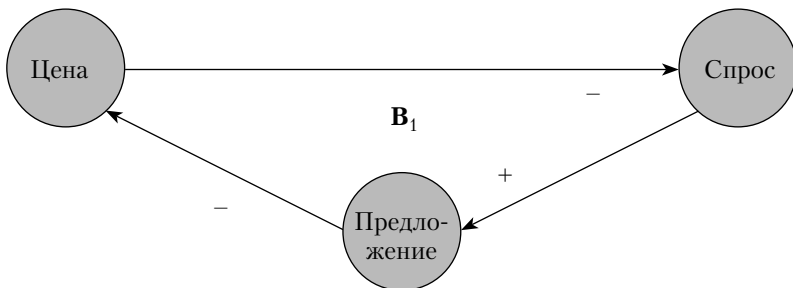 Цена
Спрос
–
B₁
+
–
Предло-
жение